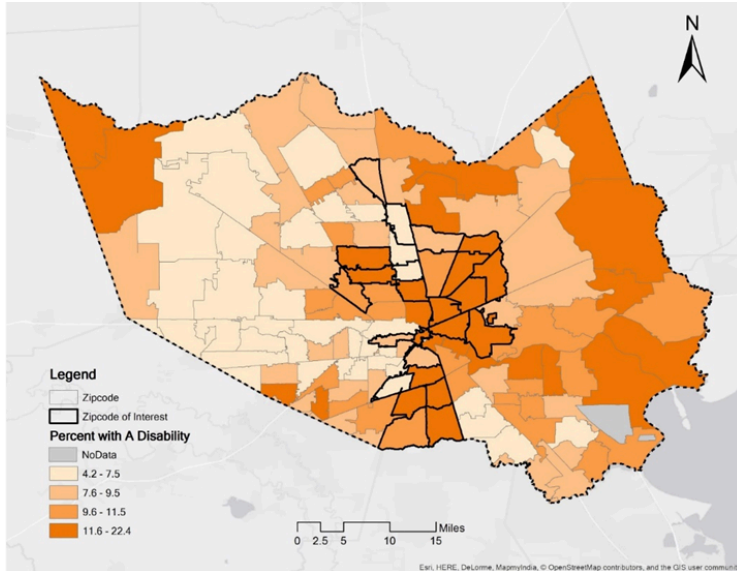 N
Legend
Zipcode
Zipcode of Interest
Percent with A Disability
NoData
4.2 - 7.5
7.6 - 9.5
9.6 - 11.5
11.6 - 22.4
Miles
0 2.5 5 10 15
Esri, HERE, DeLorme, MapmyIndia, © OpenStreetMap contributors, and the GIS user communit